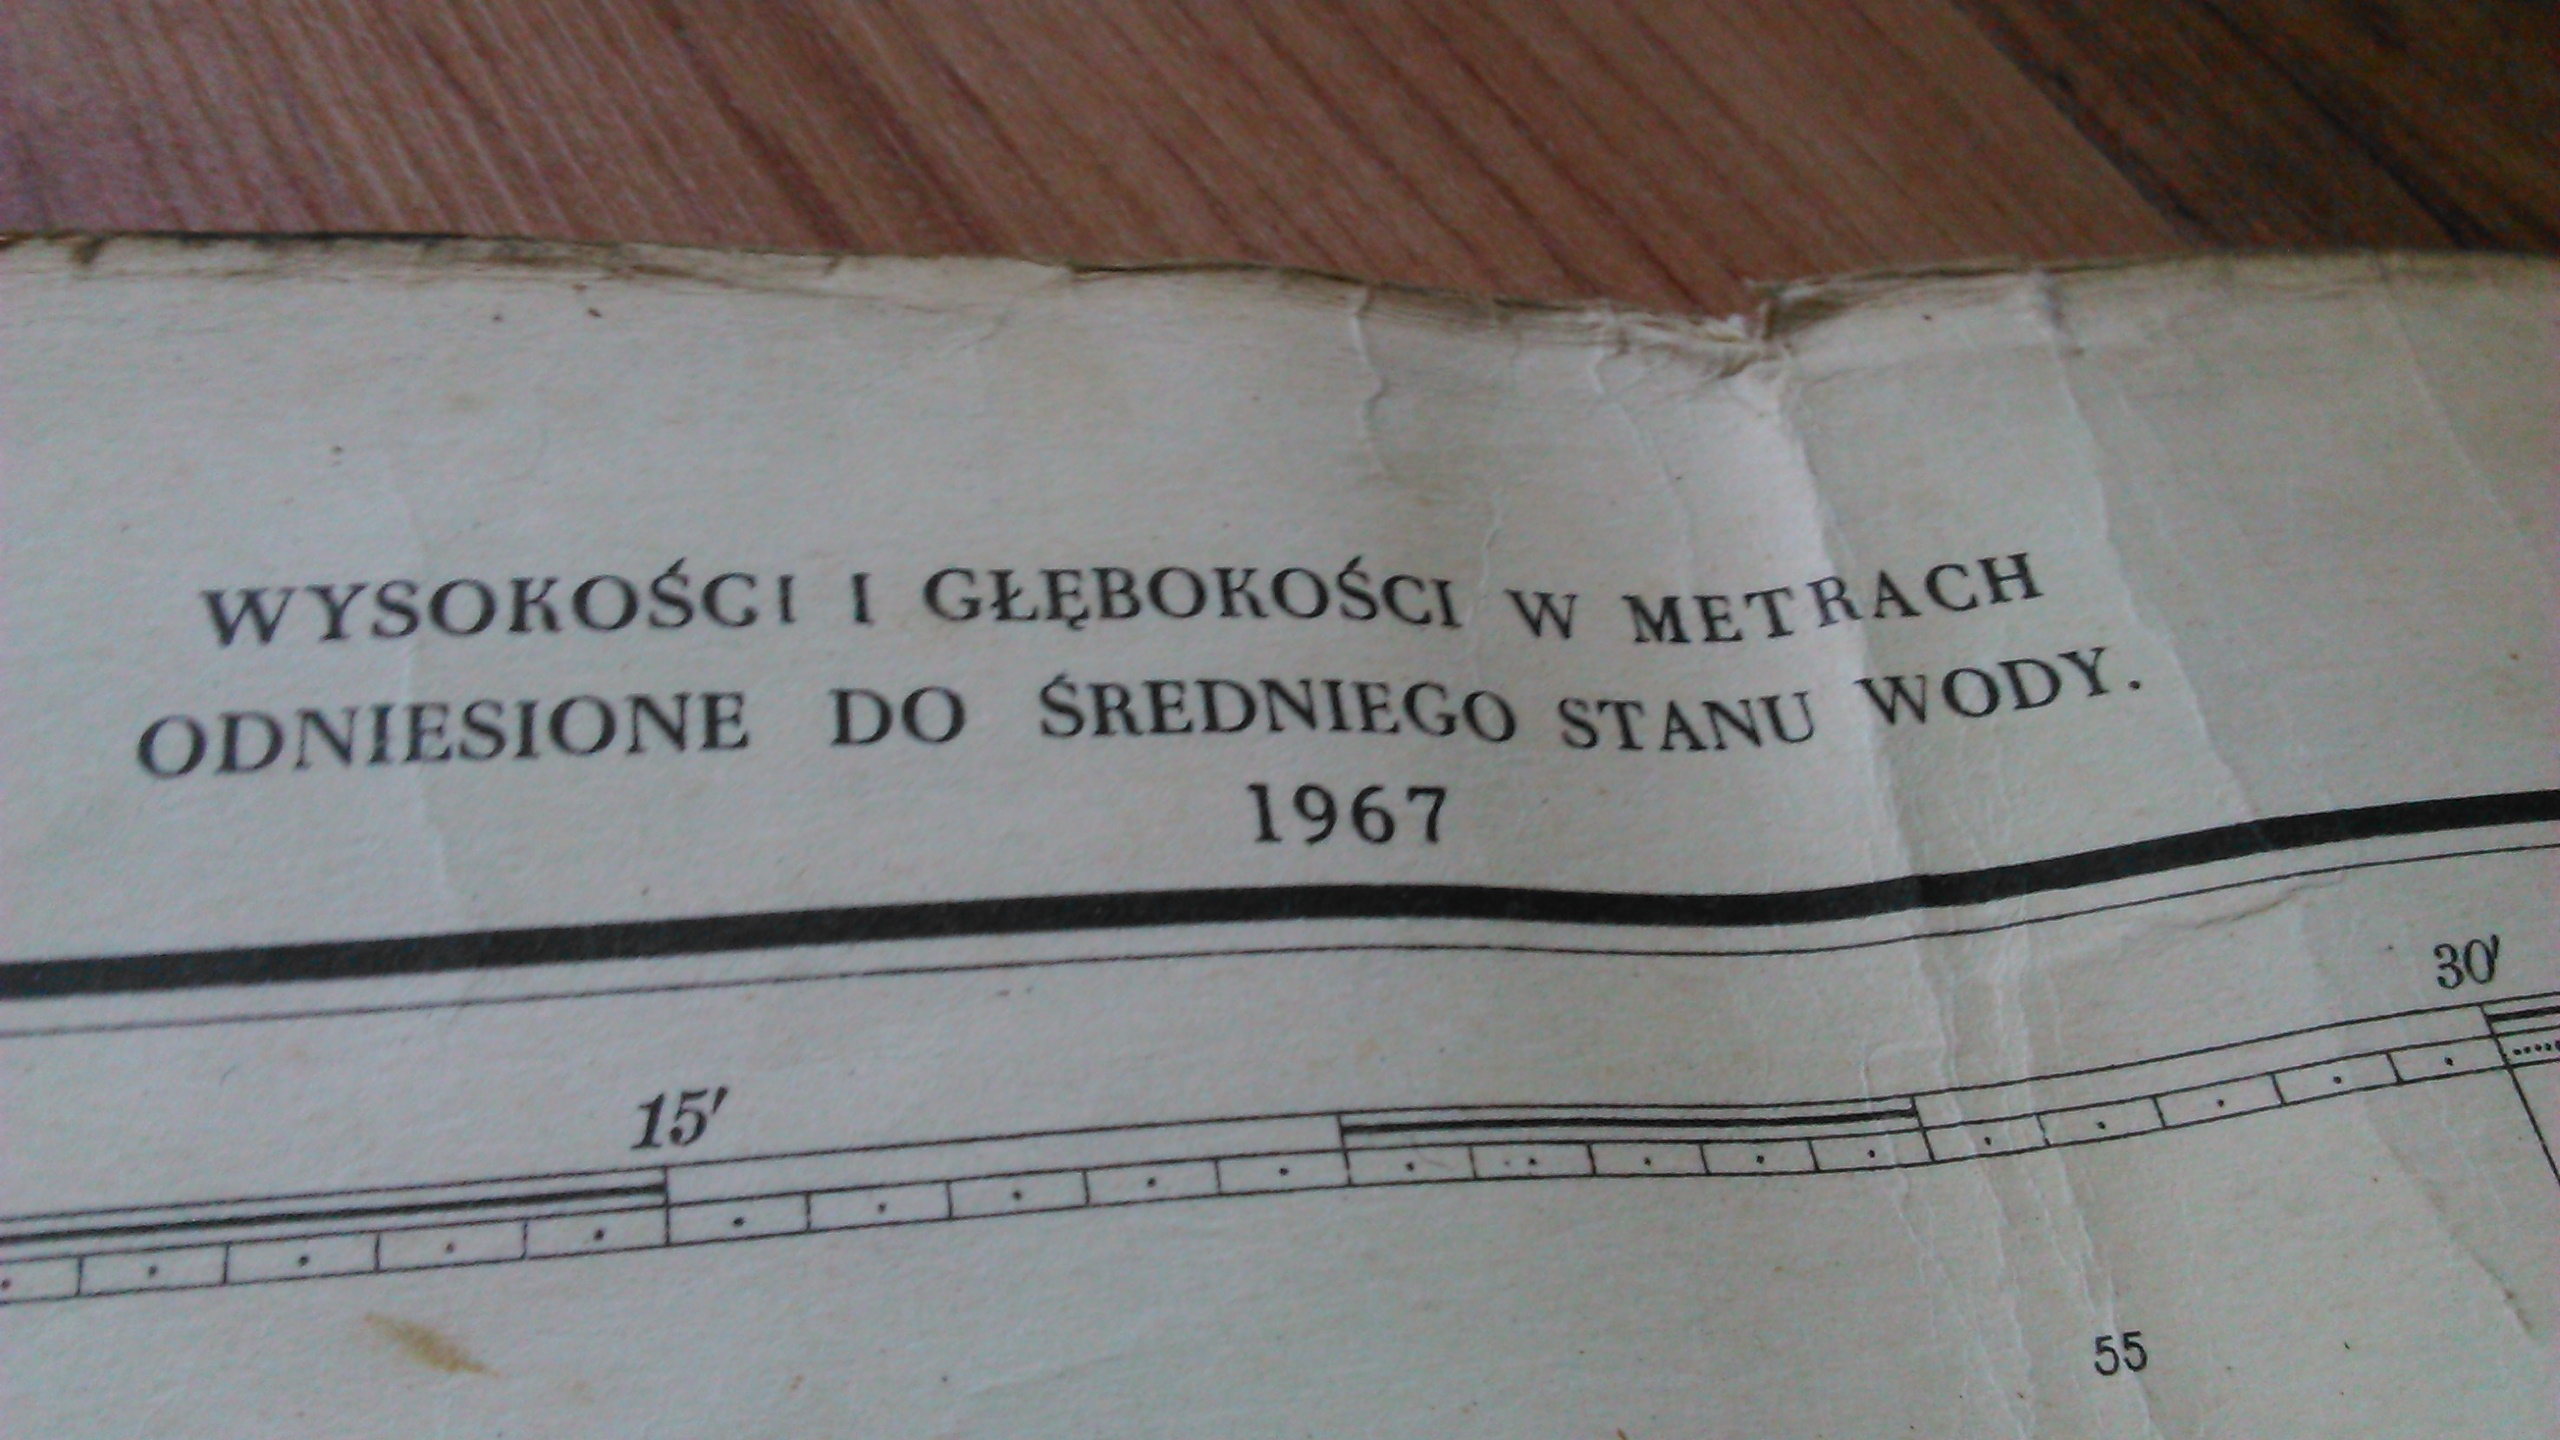 WYSOKOŚCI I GŁĘBOKOŚCI W METRACH
ODNIESIONE DO ŚREDNIEGO STANU WODY.
1967
30'
15'
55